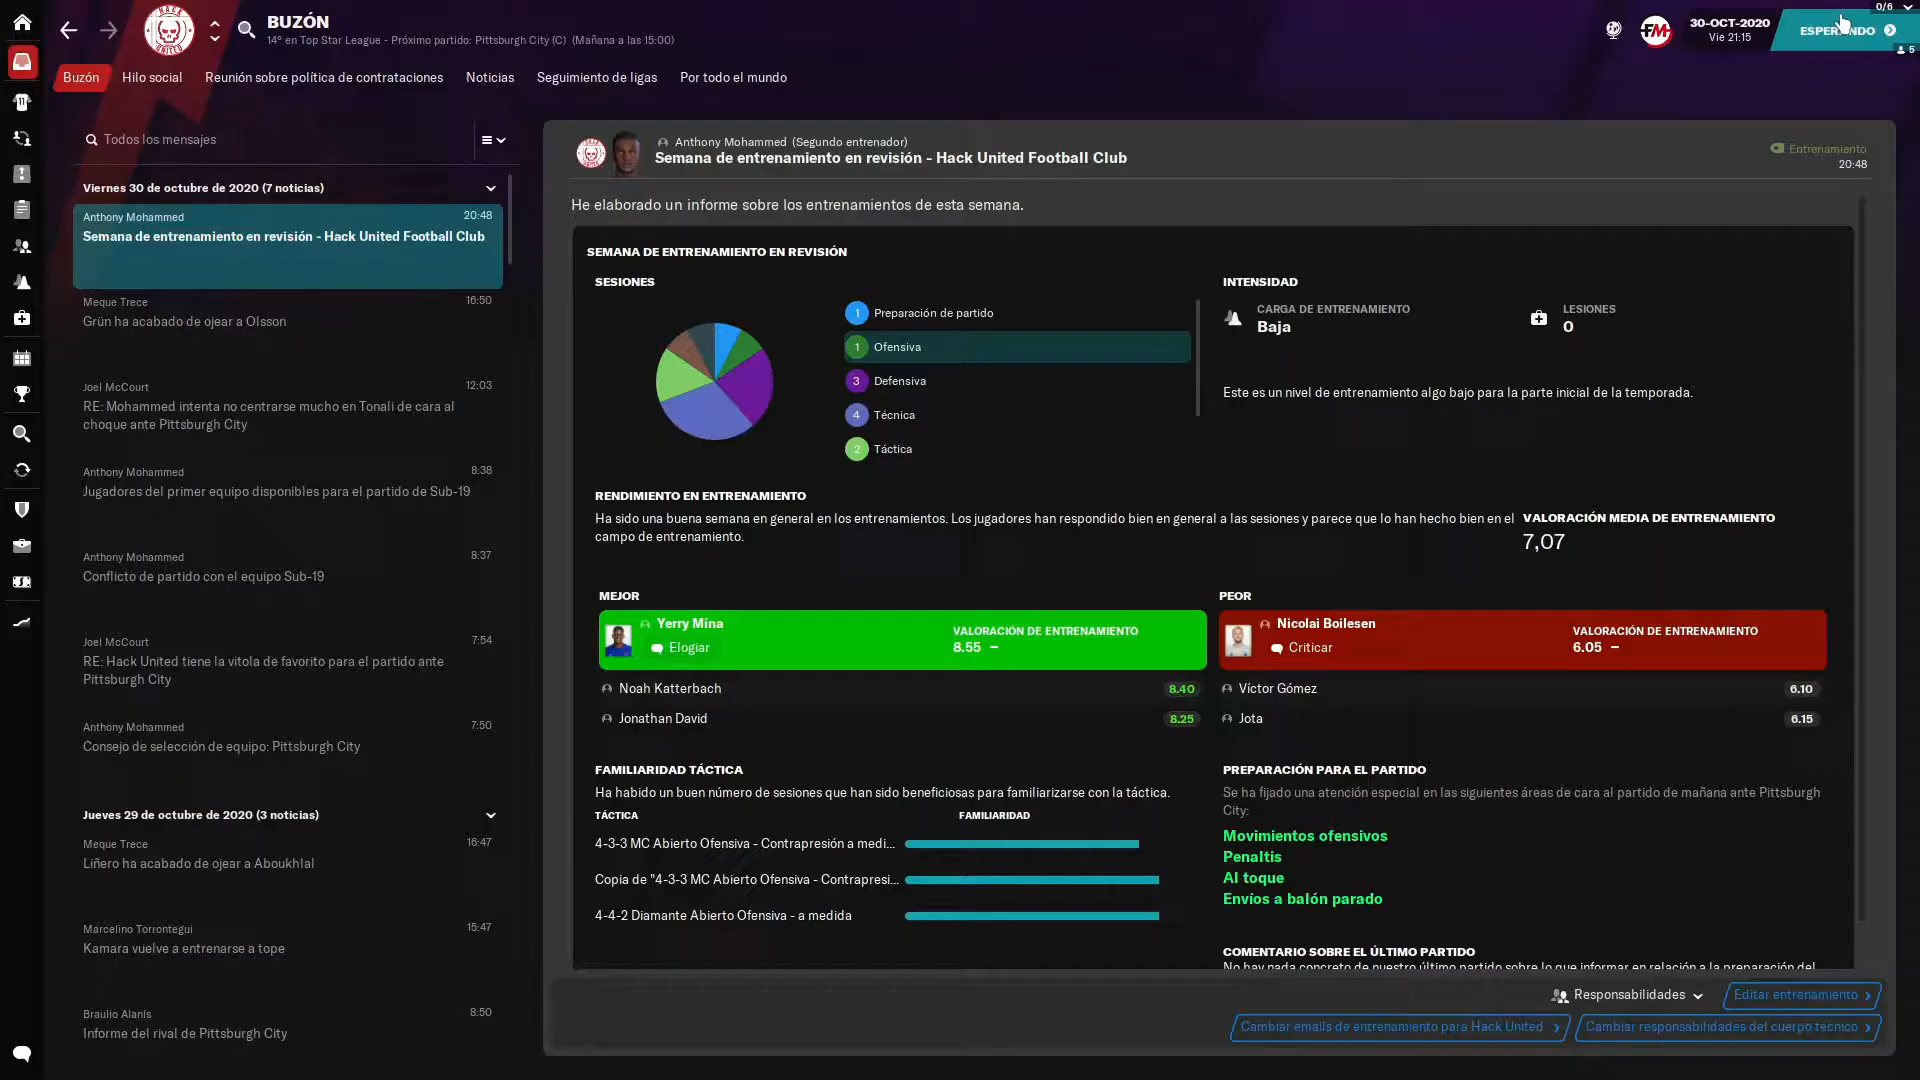 BUZÓN
14º en Top Star League - Próximo partido: Pittsburgh City (C) (Mañana a las 15:00)
30-OCT-2020
Vie 21:15
0/6
5
Buzón
Hilo social
Reunión sobre política de contrataciones
Noticias
Seguimiento de ligas
Por todo el mundo
Todos los mensajes
Viernes 30 de octubre de 2020 (7 noticias)
Anthony Mohammed 20:48
Semana de entrenamiento en revisión - Hack United Football Club
Meque Trece 16:50
Grün ha acabado de ojear a Olsson
Joel McCourt 12:03
RE: Mohammed intenta no centrarse mucho en Tonali de cara al
choque ante Pittsburgh City
Anthony Mohammed 8:38
Jugadores del primer equipo disponibles para el partido de Sub-19
Anthony Mohammed 8:37
Conflicto de partido con el equipo Sub-19
Joel McCourt 7:54
RE: Hack United tiene la vitola de favorito para el partido ante
Pittsburgh City
Anthony Mohammed 7:50
Consejo de selección de equipo: Pittsburgh City
Jueves 29 de octubre de 2020 (3 noticias)
Meque Trece 16:47
Liñero ha acabado de ojear a Aboukhlal
Marcelino Torrontegui 15:47
Kamara vuelve a entrenarse a tope
Braulio Alanís 8:50
Informe del rival de Pittsburgh City
Anthony Mohammed (Segundo entrenador)
Semana de entrenamiento en revisión - Hack United Football Club
Entrenamiento
20:48
He elaborado un informe sobre los entrenamientos de esta semana.
SEMANA DE ENTRENAMIENTO EN REVISIÓN
SESIONES
1 Preparación de partido
1 Ofensiva
3 Defensiva
4 Técnica
2 Táctica
INTENSIDAD
CARGA DE ENTRENAMIENTO
Baja
LESIONES
0
Este es un nivel de entrenamiento algo bajo para la parte inicial de la temporada.
RENDIMIENTO EN ENTRENAMIENTO
Ha sido una buena semana en general en los entrenamientos. Los jugadores han respondido bien en general a las sesiones y parece que lo han hecho bien en el
campo de entrenamiento.
VALORACIÓN MEDIA DE ENTRENAMIENTO
7,07
MEJOR
Yerry Mina
Elogiar
VALORACIÓN DE ENTRENAMIENTO
8.55 –
Noah Katterbach 8.40
Jonathan David 8.25
PEOR
Nicolai Boilesen
Criticar
VALORACIÓN DE ENTRENAMIENTO
6.05 –
Víctor Gómez 6.10
Jota 6.15
FAMILIARIDAD TÁCTICA
Ha habido un buen número de sesiones que han sido beneficiosas para familiarizarse con la táctica.
TÁCTICA FAMILIARIDAD
4-3-3 MC Abierto Ofensiva - Contrapresión a medi...
Copia de "4-3-3 MC Abierto Ofensiva - Contrapresi...
4-4-2 Diamante Abierto Ofensiva - a medida
PREPARACIÓN PARA EL PARTIDO
Se ha fijado una atención especial en las siguientes áreas de cara al partido de mañana ante Pittsburgh
City:
Movimientos ofensivos
Penaltis
Al toque
Envíos a balón parado
COMENTARIO SOBRE EL ÚLTIMO PARTIDO
No hay nada concreto de nuestro último partido sobre lo que informar en relación a la preparación del
Responsabilidades
Editar entrenamiento
Cambiar emails de entrenamiento para Hack United
Cambiar responsabilidades del cuerpo técnico